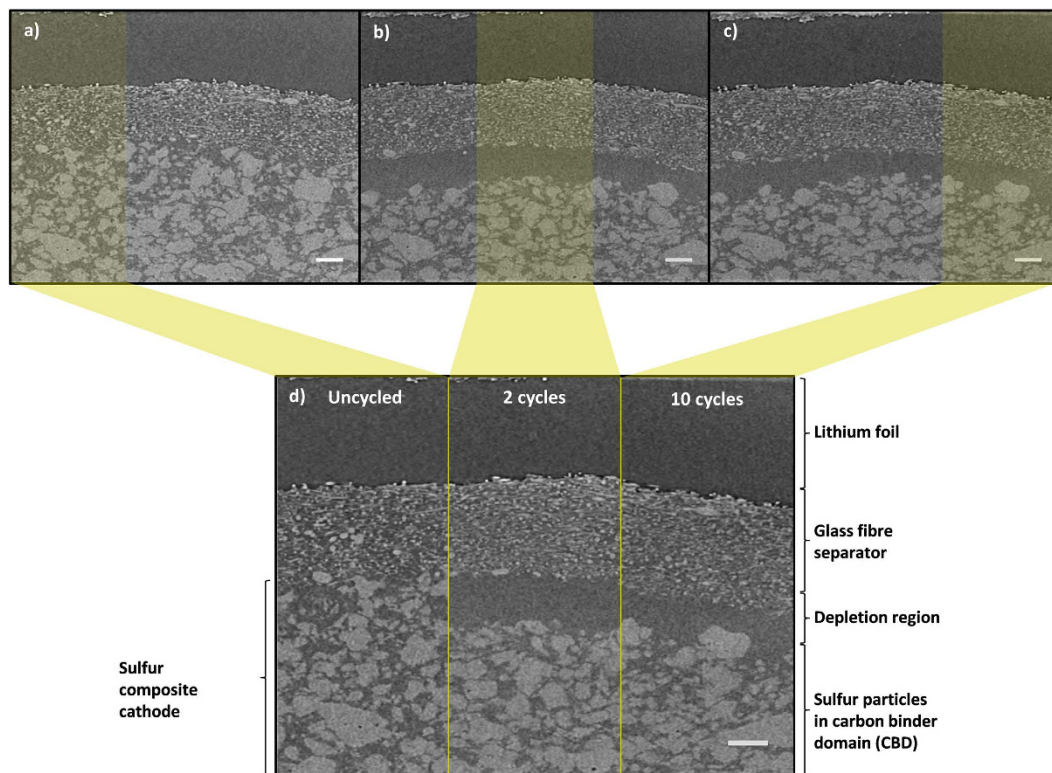 a)
b)
c)
d)
Uncycled
2 cycles
10 cycles
Lithium foil
Glass fibre
separator
Depletion region
Sulfur
composite
cathode
Sulfur particles
in carbon binder
domain (CBD)